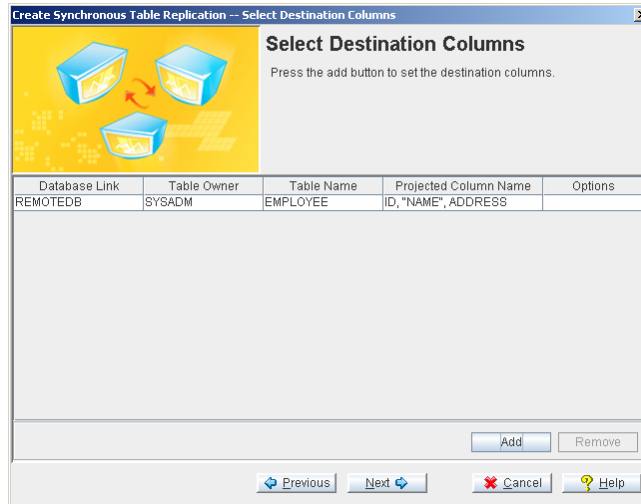 Create Synchronous Table Replication -- Select Destination Columns
Select Destination Columns
Press the add button to set the destination columns.
Database Link Table Owner Table Name Projected Column Name Options
REMOTEDB SYSADM EMPLOYEE ID, "NAME", ADDRESS
Add Remove
Previous Next Cancel Help